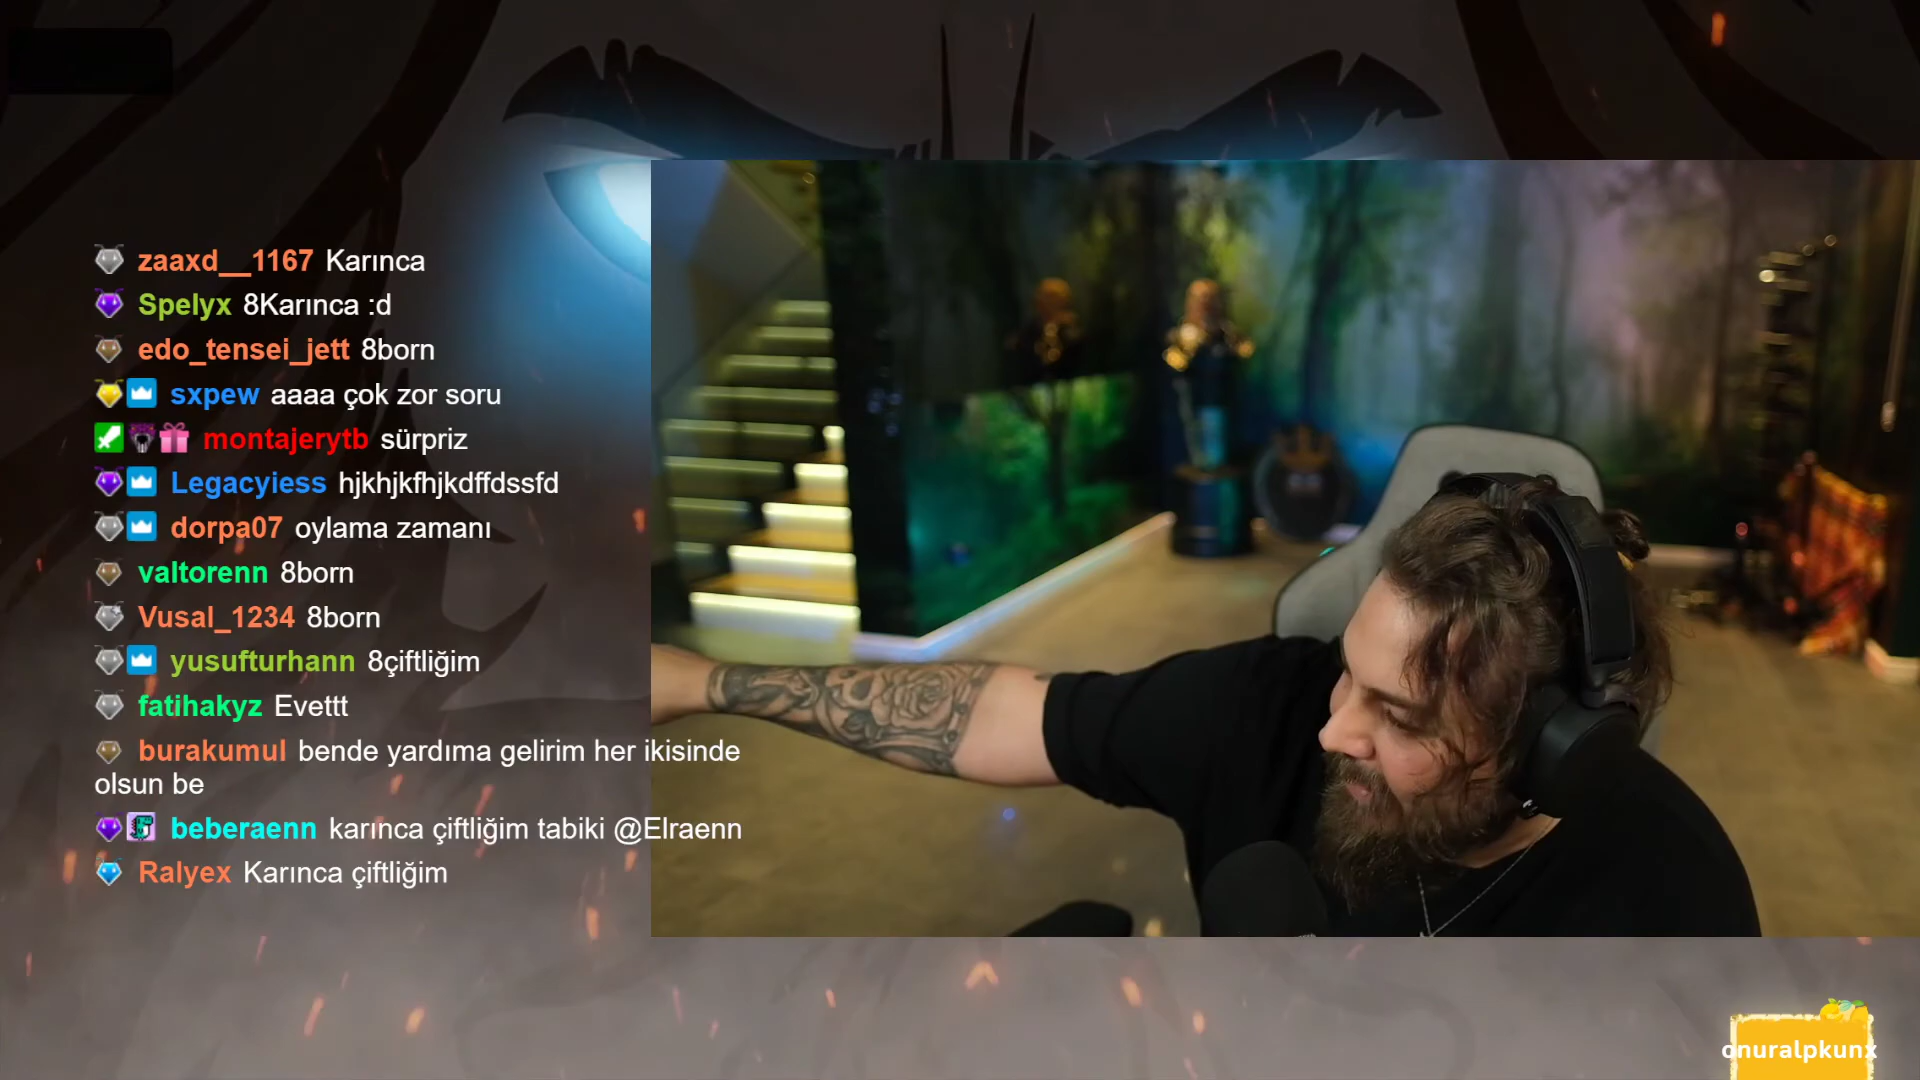 zaaxd__1167 Karınca
Spelyx 8Karınca :d
edo_tensei_jett 8born
sxpew aaaa çok zor soru
montajerytb sürpriz
Legacyiess hjkhjkfhjkdffdssfd
dorpa07 oylama zamanı
valtorenn 8born
Vusal_1234 8born
yusufturhann 8çiftliğim
fatihakyz Evettt
burakumul bende yardıma gelirim her ikisinde
olsun be
beberaenn karınca çiftliğim tabiki @Elraenn
Ralyex Karınca çiftliğim
onuralpkunx